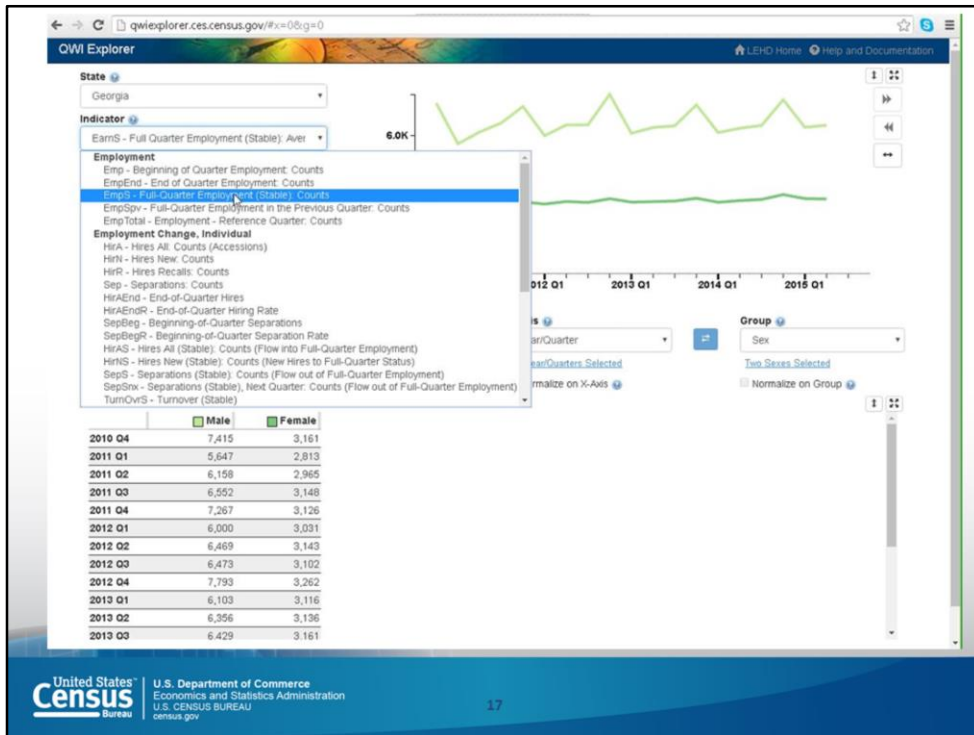 qwiexplorer.ces.census.gov/#x=0&g=0
QWI Explorer
LEHD Home Help and Documentation
State
Georgia
Indicator
EarnS - Full Quarter Employment (Stable): Aver
6.0K
Employment
Emp - Beginning of Quarter Employment: Counts
EmpEnd - End of Quarter Employment: Counts
EmpS - Full-Quarter Employment (Stable): Counts
EmpSpv - Full-Quarter Employment in the Previous Quarter: Counts
EmpTotal - Employment - Reference Quarter: Counts
Employment Change, Individual
HirA - Hires All: Counts (Accessions)
HirN - Hires New: Counts
HirR - Hires Recalls: Counts
Sep - Separations: Counts
HirAEnd - End-of-Quarter Hires
HirAEndR - End-of-Quarter Hiring Rate
SepBeg - Beginning-of-Quarter Separations
SepBegR - Beginning-of-Quarter Separation Rate
HirAS - Hires All (Stable): Counts (Flow into Full-Quarter Employment)
HirNS - Hires New (Stable): Counts (New Hires to Full-Quarter Status)
SepS - Separations (Stable): Counts (Flow out of Full-Quarter Employment)
SepSnx - Separations (Stable), Next Quarter: Counts (Flow out of Full-Quarter Employment)
TurnOvrS - Turnover (Stable)
012 Q1 2013 Q1 2014 Q1 2015 Q1
is Group
ar/Quarter Sex
ear/Quarters Selected Two Sexes Selected
rmalize on X-Axis Normalize on Group
Male Female
2010 Q4 7,415 3,161
2011 Q1 5,647 2,813
2011 Q2 6,158 2,965
2011 Q3 6,552 3,148
2011 Q4 7,267 3,126
2012 Q1 6,000 3,031
2012 Q2 6,469 3,143
2012 Q3 6,473 3,102
2012 Q4 7,793 3,262
2013 Q1 6,103 3,116
2013 Q2 6,356 3,136
2013 Q3 6,429 3,161
United States™
Census
Bureau
U.S. Department of Commerce
Economics and Statistics Administration
U.S. CENSUS BUREAU
census.gov
17